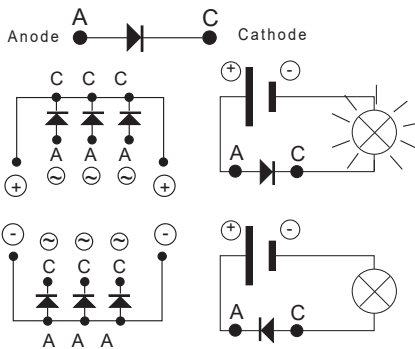 A C
Anode Cathode
C C C
A A A
+ ~ ~ ~ +
+ -
A C
- ~ ~ ~ -
C C C
A A A
+ -
A C